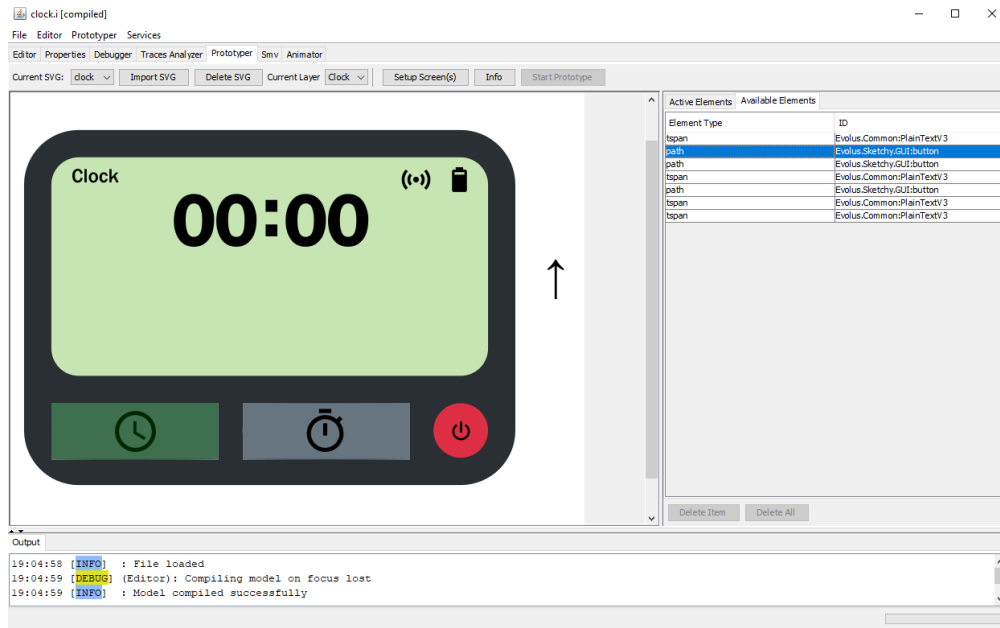 clock.i [compiled]
File Editor Prototyper Services
Editor Properties Debugger Traces Analyzer Prototyper Smv Animator
Current SVG: clock Import SVG Delete SVG Current Layer Clock Setup Screen(s) Info Start Prototype
Active Elements Available Elements
Element Type ID
tspan Evolus.Common:PlainTextV3
path Evolus.Sketchy.GUI:button
path Evolus.Sketchy.GUI:button
tspan Evolus.Common:PlainTextV3
path Evolus.Sketchy.GUI:button
tspan Evolus.Common:PlainTextV3
tspan Evolus.Common:PlainTextV3
Clock
00:00
Delete Item Delete All
Output
19:04:58 [INFO] : File loaded
19:04:59 [DEBUG] (Editor): Compiling model on focus lost
19:04:59 [INFO] : Model compiled successfully